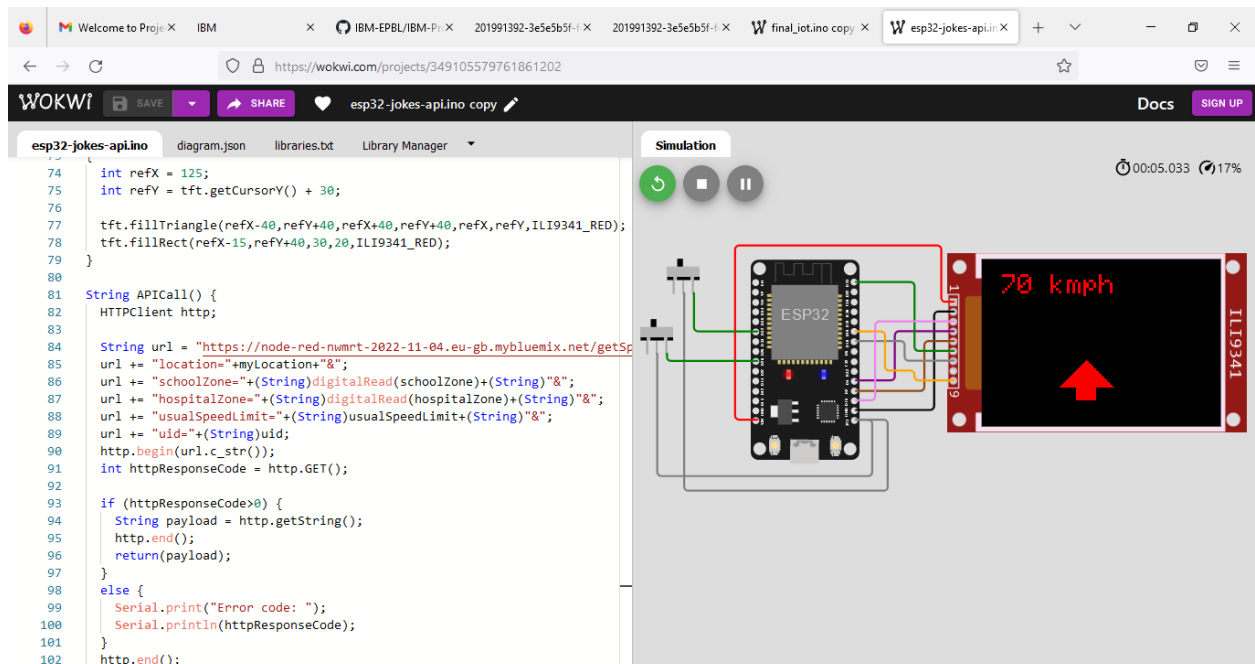 Welcome to Proje
IBM
IBM-EPBL/IBM-Pr
201991392-3e5e5b5f-f
201991392-3e5e5b5f-f
final_iot.ino copy
esp32-jokes-api.in
https://wokwi.com/projects/349105579761861202
WOKWI
SAVE
SHARE
esp32-jokes-api.ino copy
Docs
SIGN UP
esp32-jokes-api.ino
diagram.json
libraries.txt
Library Manager
Simulation
00:05.033
17%
73 {
74 int refX = 125;
75 int refY = tft.getCursorY() + 30;
76
77 tft.fillTriangle(refX-40,refY+40,refX+40,refY+40,refX,refY,ILI9341_RED);
78 tft.fillRect(refX-15,refY+40,30,20,ILI9341_RED);
79 }
80
81 String APICall() {
82 HTTPClient http;
83
84 String url = "https://node-red-nwmrt-2022-11-04.eu-gb.mybluemix.net/getSp
85 url += "location="+myLocation+"&";
86 url += "schoolZone="+(String)digitalRead(schoolZone)+(String)"&";
87 url += "hospitalZone="+(String)digitalRead(hospitalZone)+(String)"&";
88 url += "usualSpeedLimit="+(String)usualSpeedLimit+(String)"&";
89 url += "uid="+(String)uid;
90 http.begin(url.c_str());
91 int httpResponseCode = http.GET();
92
93 if (httpResponseCode>0) {
94 String payload = http.getString();
95 http.end();
96 return(payload);
97 }
98 else {
99 Serial.print("Error code: ");
100 Serial.println(httpResponseCode);
101 }
102 http.end();
ESP32
70 kmph
1
9
ILI9341